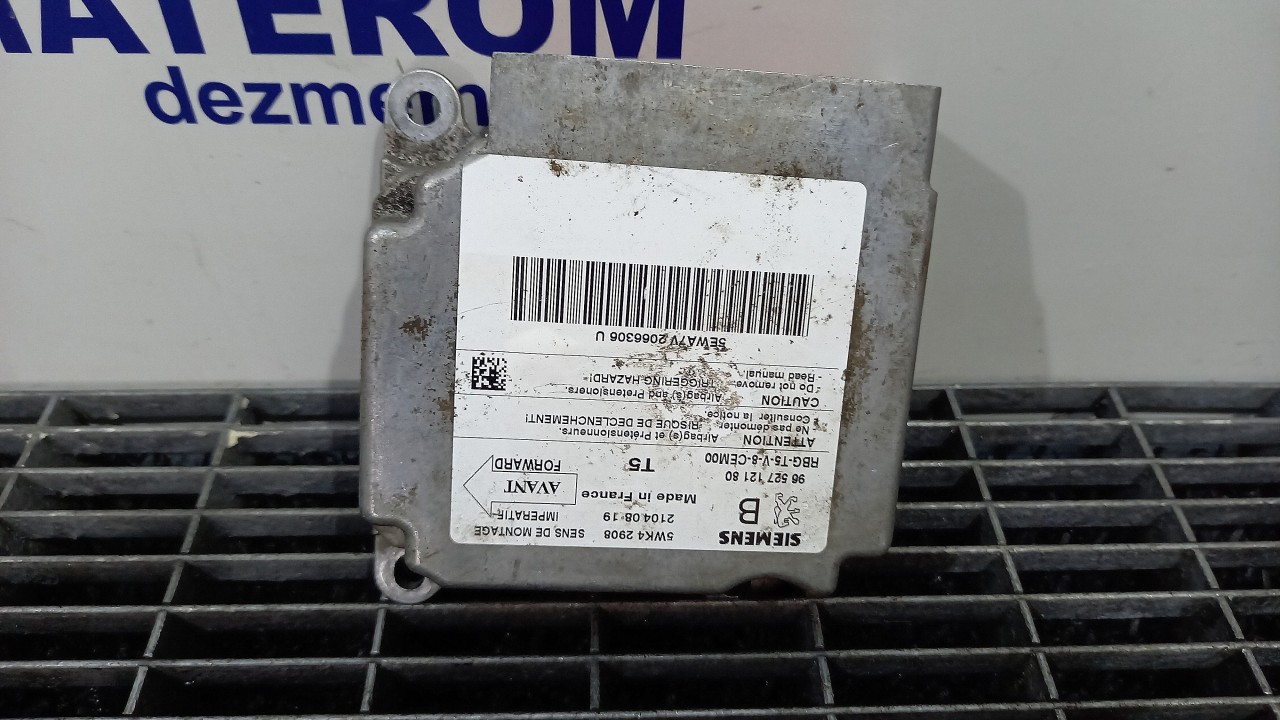 ATEROM
dezmem
SIEMENS 5WK4 2908 SENS DE MONTAGE
B 2104 08 19 IMPERATIF
Made in France AVANT
96 527 121 80
RBG-T5-V-8-CEM00 T5 FORWARD
ATTENTION Airbag(s) et Prétensionneurs.
Ne pas démonter. RISQUE DE DECLENCHEMENT!
Consulter la notice.
CAUTION Airbag(s) and Pretensioners.
- Do not remove. TRIGGERING HAZARD!
Read manual.
5EWA7V 2066306 U